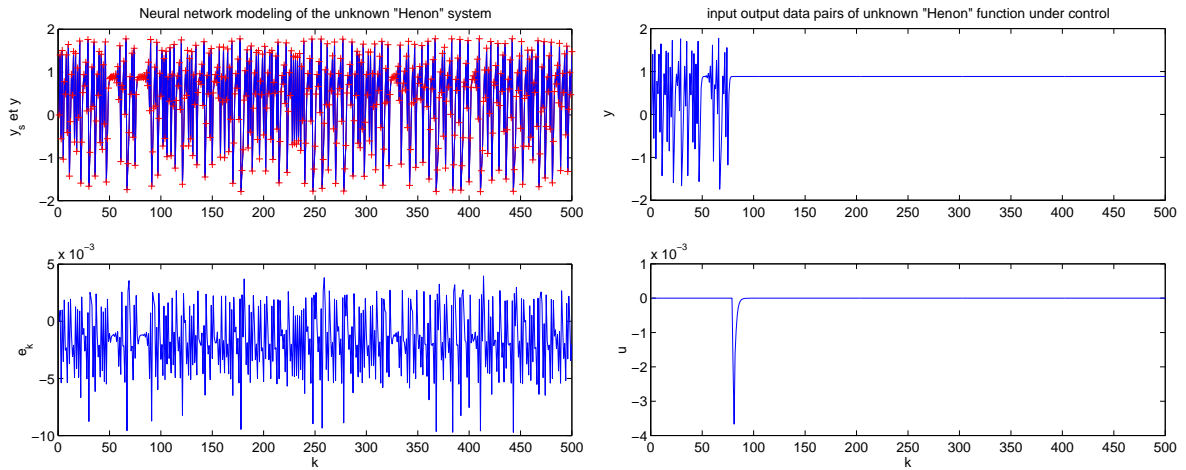 Neural network modeling of the unknown "Henon" system
2
1
0
−1
−2
y_s et y
0 50 100 150 200 250 300 350 400 450 500
x 10^−3
5
0
−5
−10
e_k
0 50 100 150 200 250 300 350 400 450 500
k
input output data pairs of unknown "Henon" function under control
2
1
0
−1
−2
y
0 50 100 150 200 250 300 350 400 450 500
x 10^−3
1
0
−1
−2
−3
−4
u
0 50 100 150 200 250 300 350 400 450 500
k